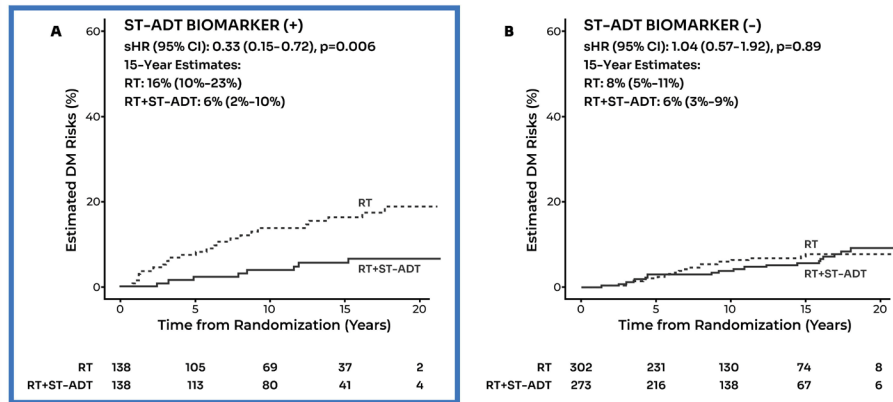 A
ST-ADT BIOMARKER (+)
sHR (95% CI): 0.33 (0.15-0.72), p=0.006
15-Year Estimates:
RT: 16% (10%-23%)
RT+ST-ADT: 6% (2%-10%)
Estimated DM Risks (%)
60
40
20
0
RT
RT+ST-ADT
0 5 10 15 20
Time from Randomization (Years)
RT 138 105 69 37 2
RT+ST-ADT 138 113 80 41 4
B
ST-ADT BIOMARKER (-)
sHR (95% CI): 1.04 (0.57-1.92), p=0.89
15-Year Estimates:
RT: 8% (5%-11%)
RT+ST-ADT: 6% (3%-9%)
Estimated DM Risks (%)
60
40
20
0
RT
RT+ST-ADT
0 5 10 15 20
Time from Randomization (Years)
RT 302 231 130 74 8
RT+ST-ADT 273 216 138 67 6